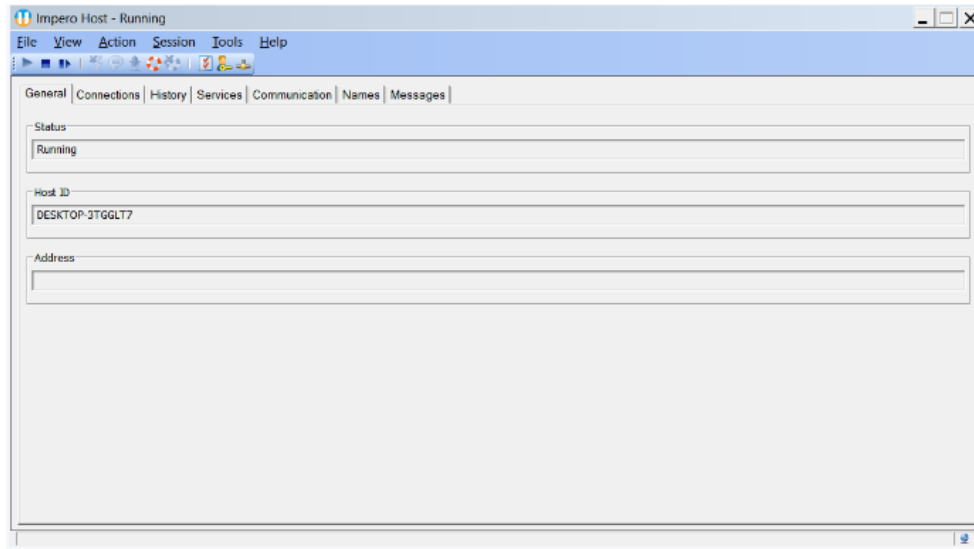 Impero Host - Running
File View Action Session Tools Help
General Connections History Services Communication Names Messages
Status
Running
Host ID
DESKTOP-3TGGLT7
Address